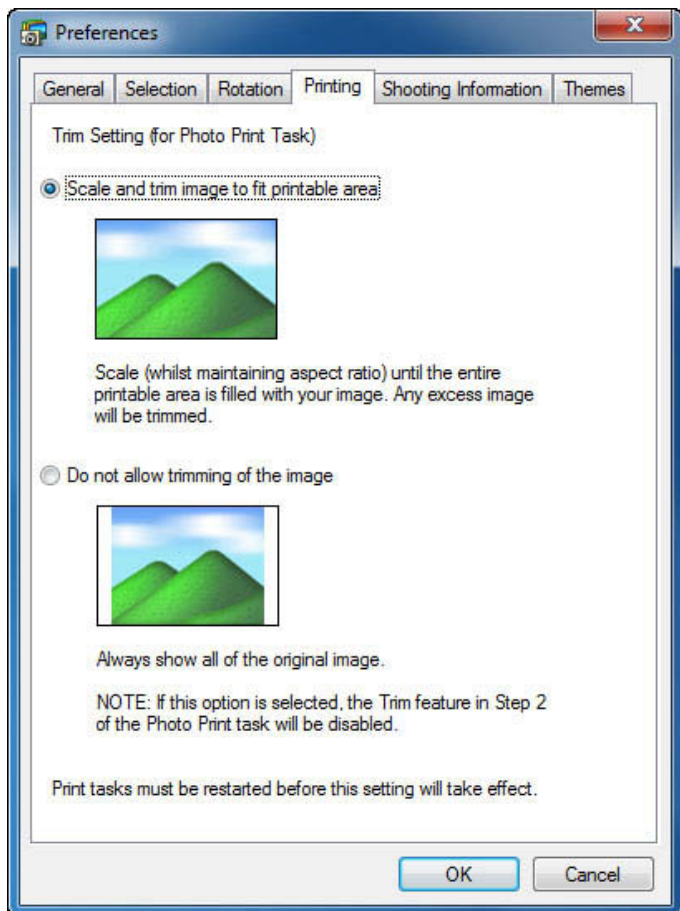 Preferences
General Selection Rotation Printing Shooting Information Themes
Trim Setting (for Photo Print Task)
Scale and trim image to fit printable area
Scale (whilst maintaining aspect ratio) until the entire
printable area is filled with your image. Any excess image
will be trimmed.
Do not allow trimming of the image
Always show all of the original image.
NOTE: If this option is selected, the Trim feature in Step 2
of the Photo Print task will be disabled.
Print tasks must be restarted before this setting will take effect.
OK Cancel